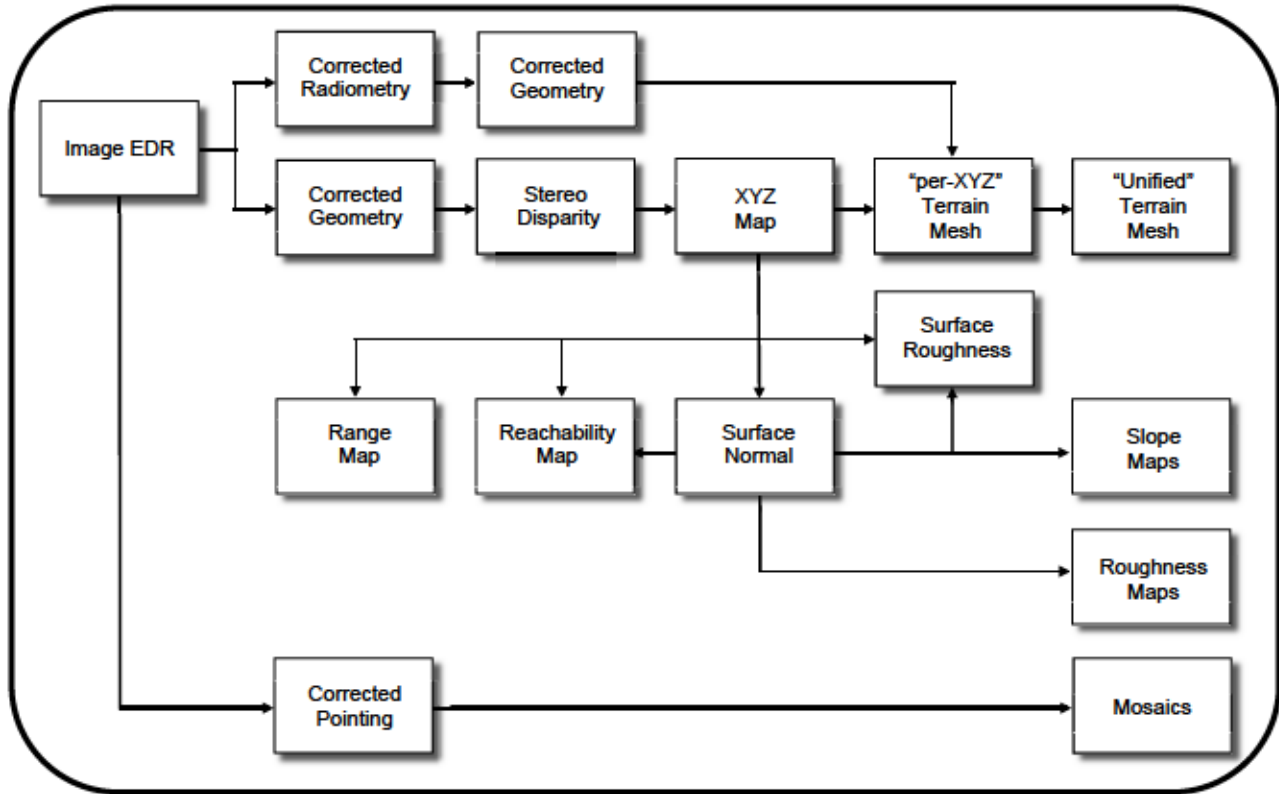 Corrected
Radiometry
Corrected
Geometry
Image EDR
Corrected
Geometry
Stereo
Disparity
XYZ
Map
“per-XYZ”
Terrain
Mesh
“Unified”
Terrain
Mesh
Surface
Roughness
Range
Map
Reachability
Map
Surface
Normal
Slope
Maps
Roughness
Maps
Corrected
Pointing
Mosaics